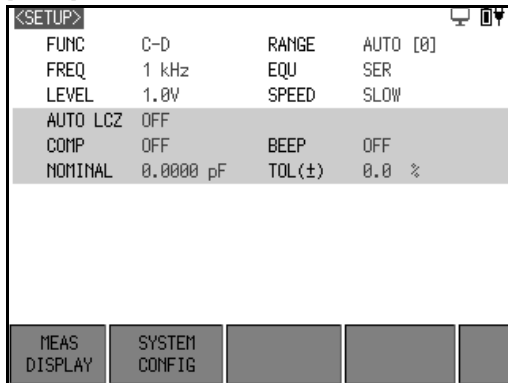 <SETUP>
FUNC C-D RANGE AUTO [0]
FREQ 1 kHz EQU SER
LEVEL 1.0V SPEED SLOW
AUTO LCZ OFF
COMP OFF BEEP OFF
NOMINAL 0.0000 pF TOL(±) 0.0 %
MEAS DISPLAY
SYSTEM CONFIG